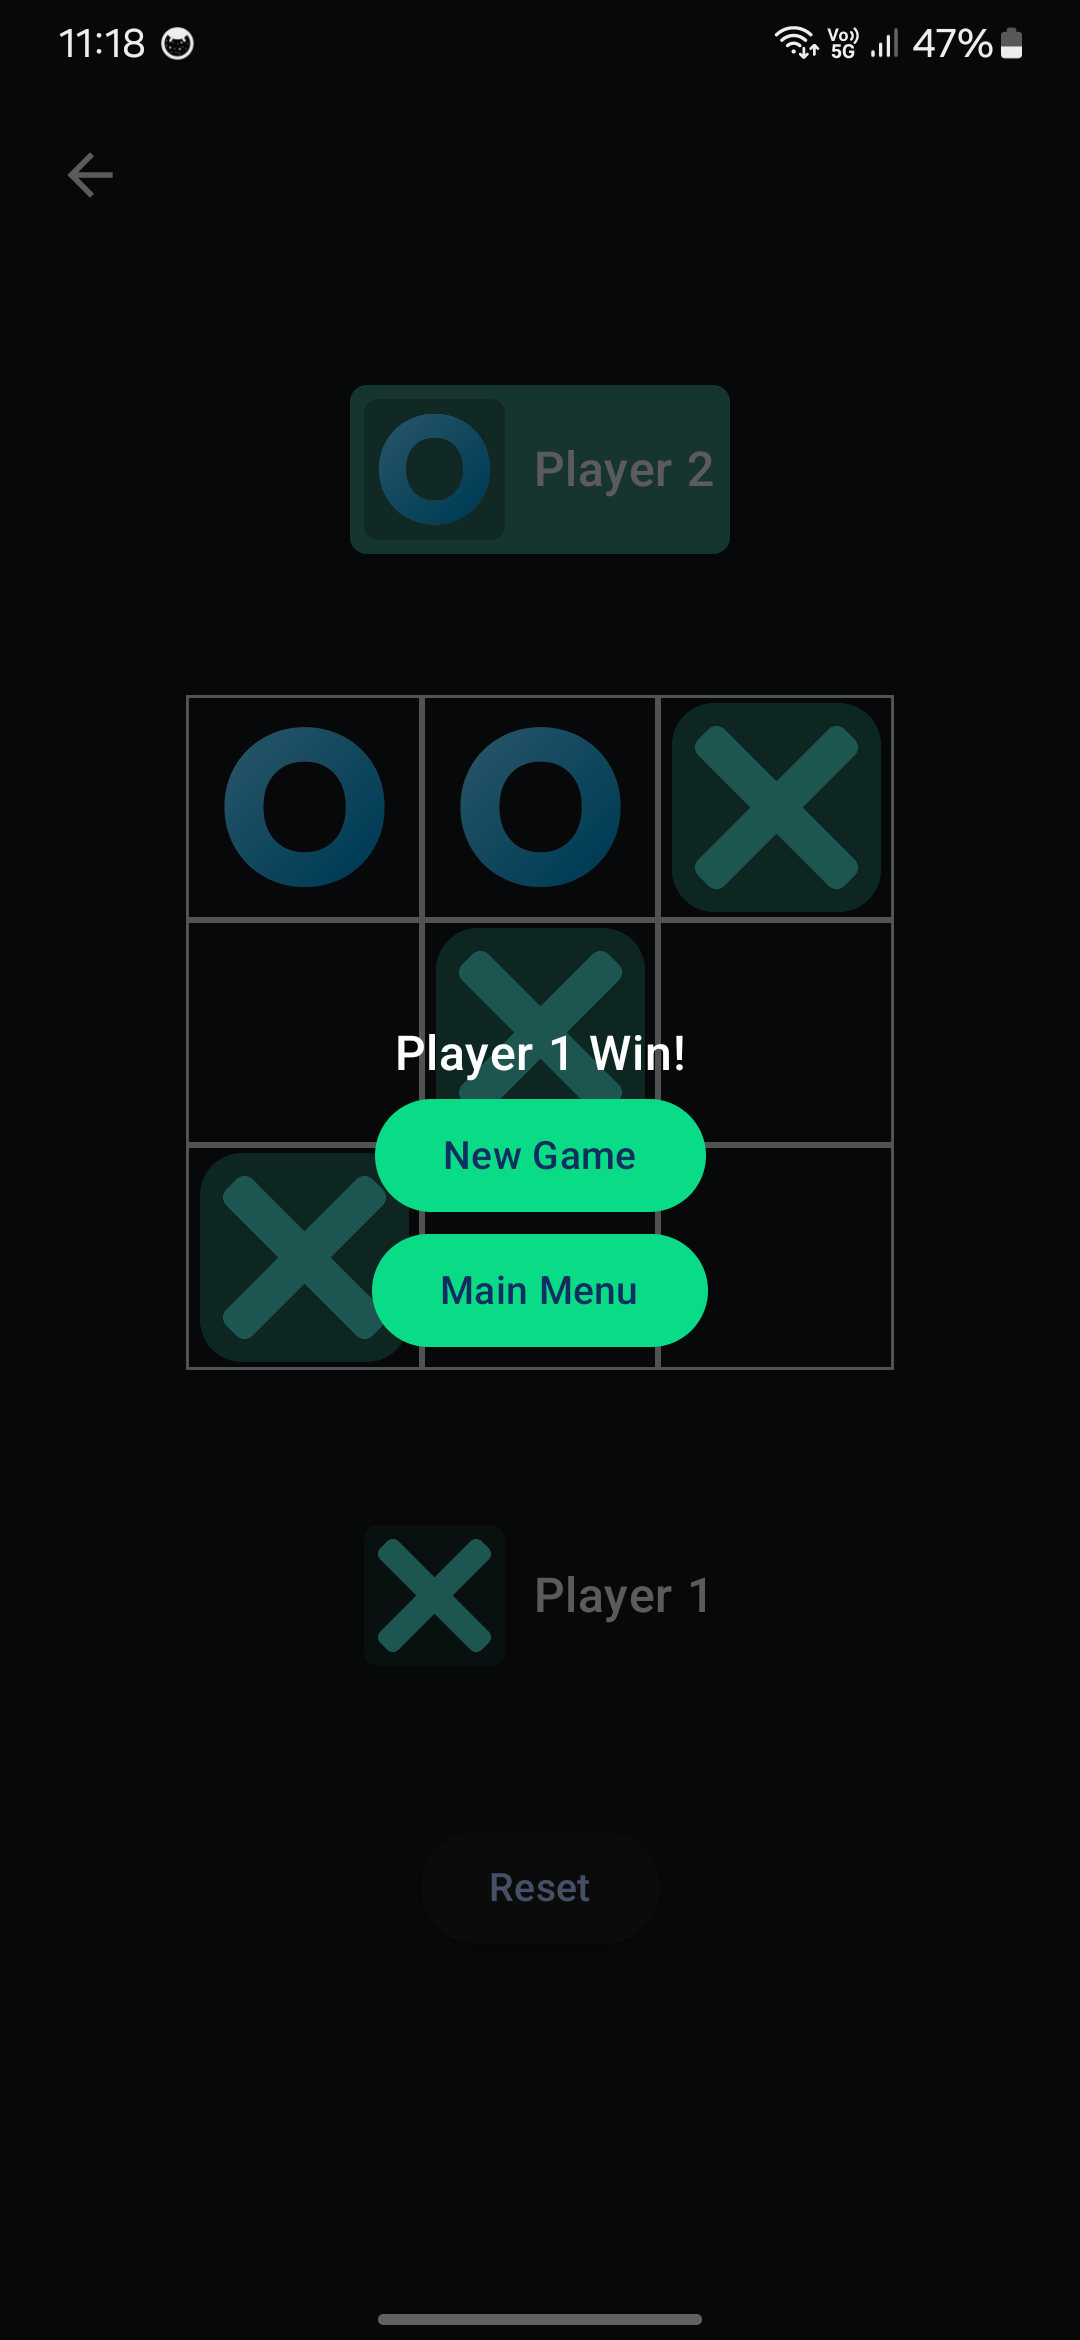 11:18 Vo)) 5G 47%
Player 2
Player 1 Win!
New Game
Main Menu
Player 1
Reset